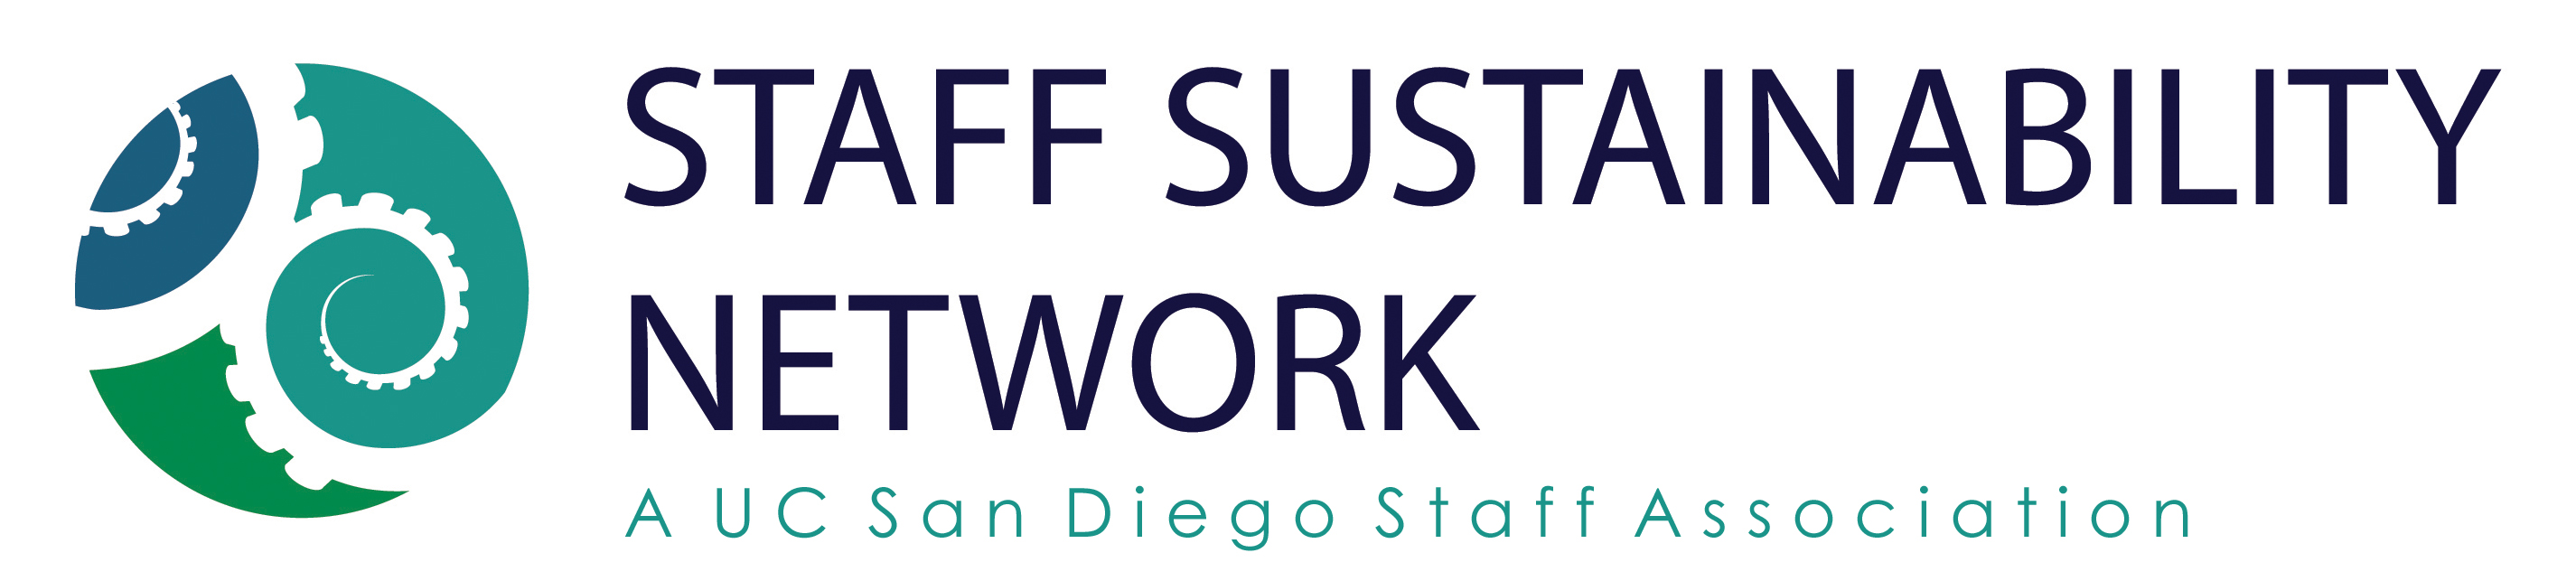 STAFF SUSTAINABILITY
NETWORK
A UC San Diego Staff Association